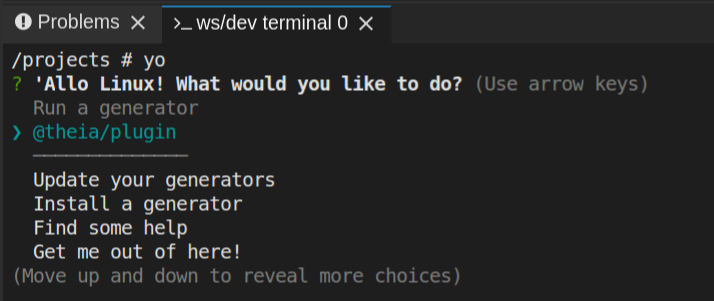 Problems ✕ >_ ws/dev terminal 0 ✕
/projects # yo
? 'Allo Linux! What would you like to do? (Use arrow keys)
Run a generator
❯ @theia/plugin
──────────────
Update your generators
Install a generator
Find some help
Get me out of here!
(Move up and down to reveal more choices)